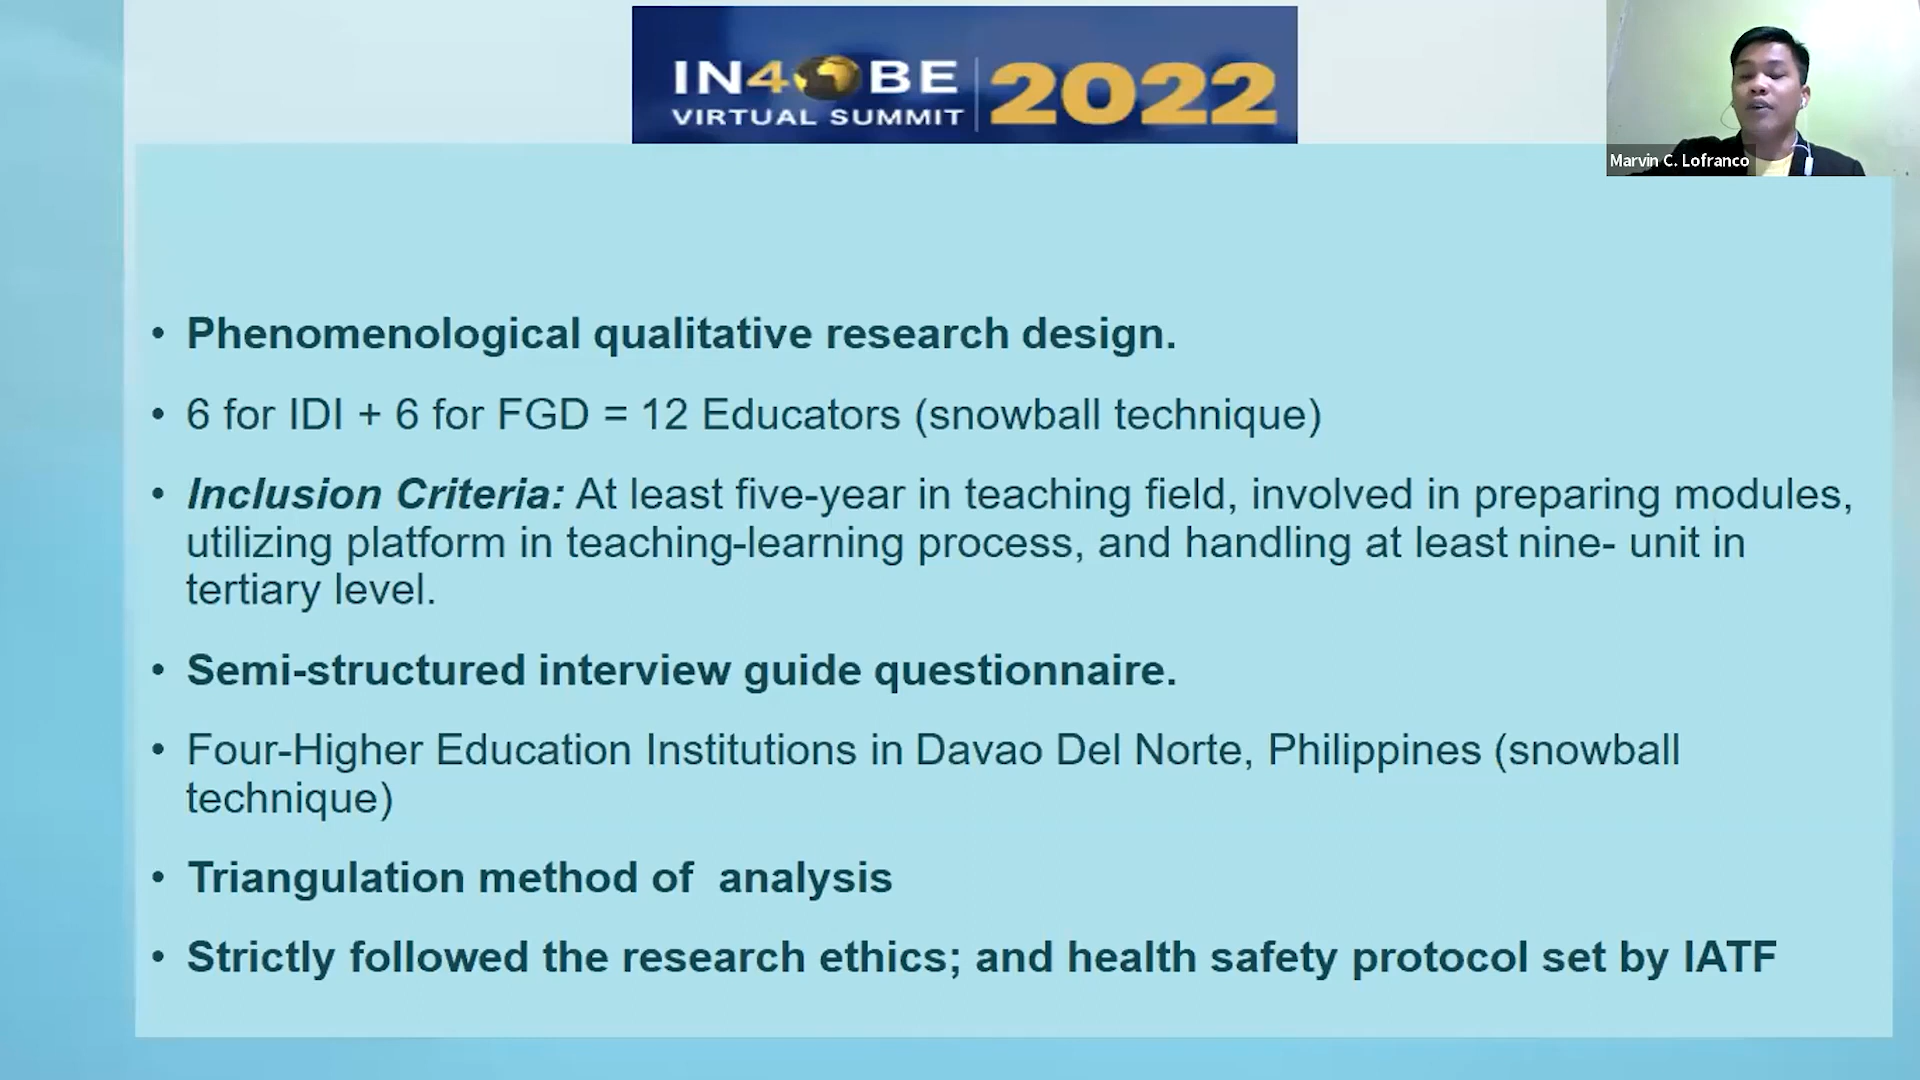 IN4OBE
VIRTUAL SUMMIT
2022
Marvin C. Lofranco
• Phenomenological qualitative research design.
• 6 for IDI + 6 for FGD = 12 Educators (snowball technique)
• Inclusion Criteria: At least five-year in teaching field, involved in preparing modules,
utilizing platform in teaching-learning process, and handling at least nine- unit in
tertiary level.
• Semi-structured interview guide questionnaire.
• Four-Higher Education Institutions in Davao Del Norte, Philippines (snowball
technique)
• Triangulation method of analysis
• Strictly followed the research ethics; and health safety protocol set by IATF